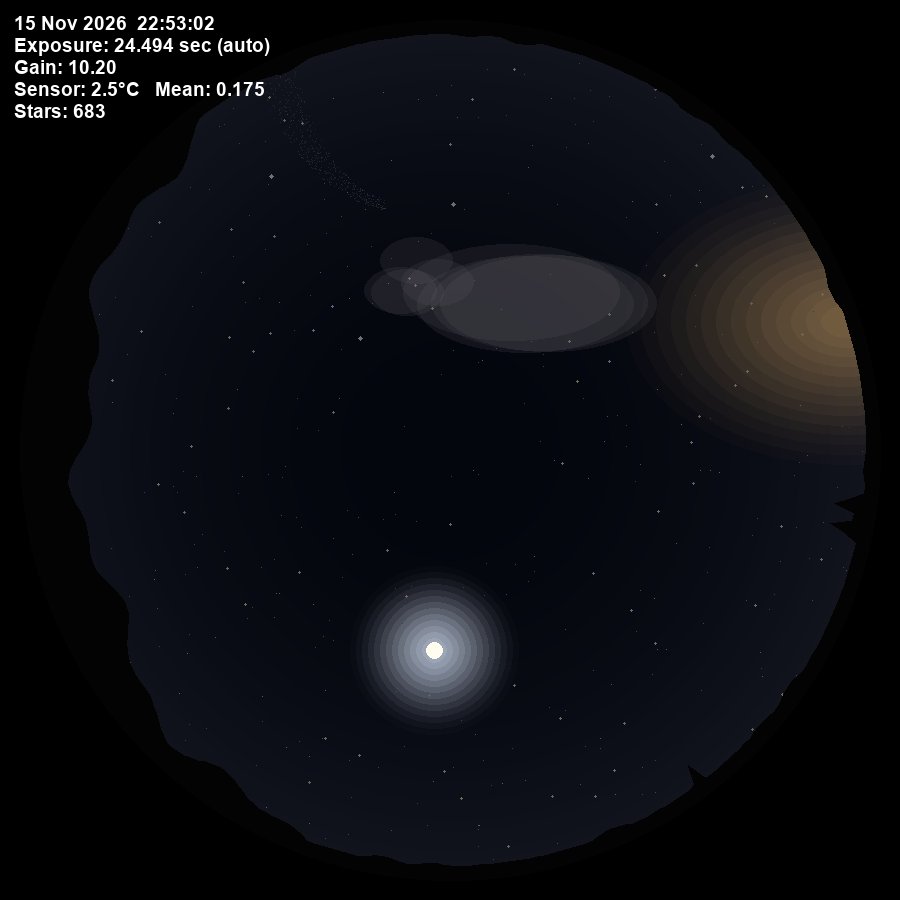 15 Nov 2026  22:53:02
Exposure: 24.494 sec (auto)
Gain: 10.20
Sensor: 2.5°C   Mean: 0.175
Stars: 683